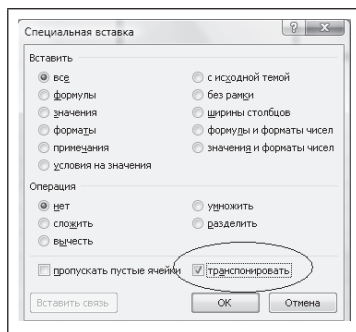 Специальная вставка
Вставить
все
с исходной темой
формулы
без рамки
значения
ширины столбцов
форматы
формулы и форматы чисел
примечания
значения и форматы чисел
условия на значения
Операция
нет
умножить
сложить
разделить
вычесть
пропускать пустые ячейки
транспонировать
Вставить связь
ОК
Отмена